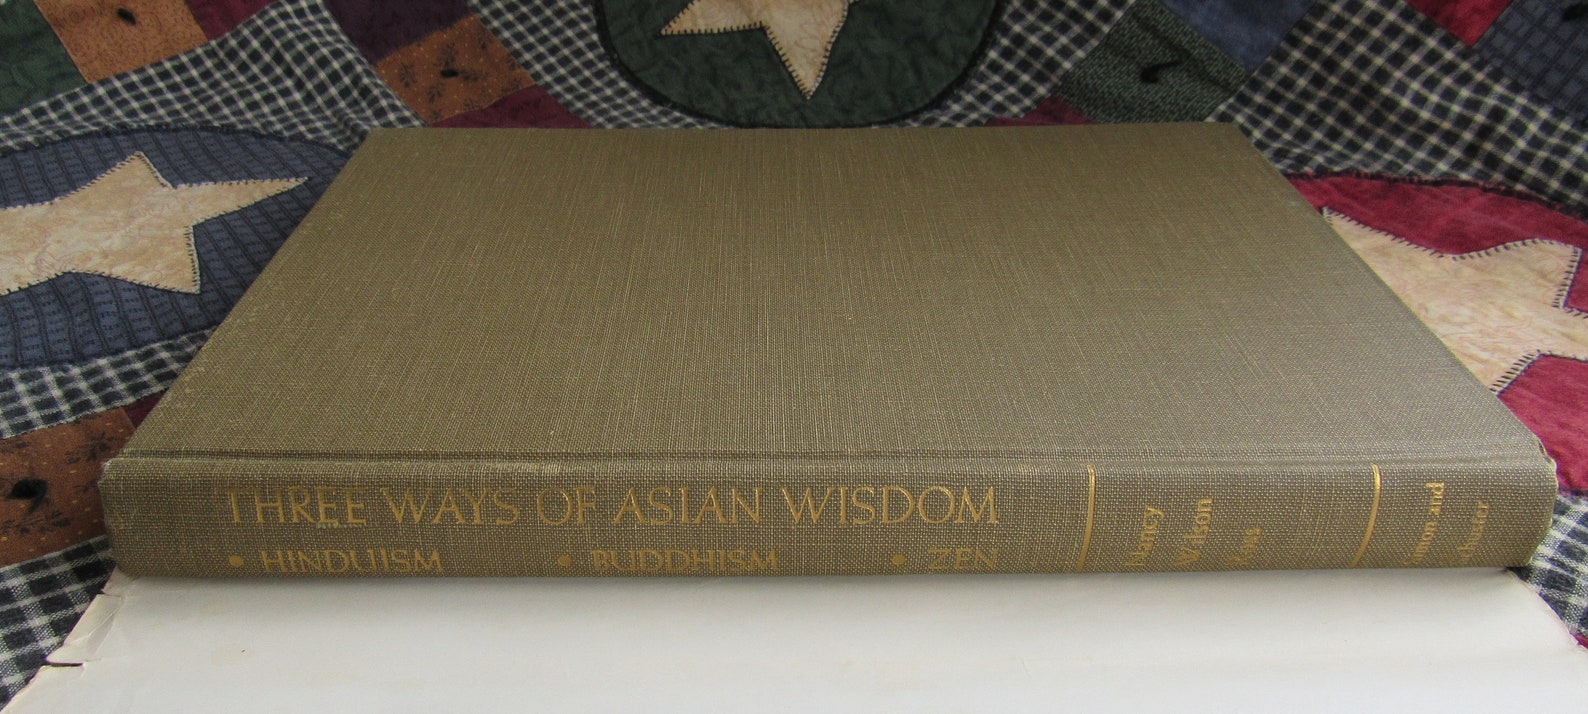 THREE WAYS OF ASIAN WISDOM
• HINDUISM • BUDDHISM • ZEN
Nancy
Wilson
Ross
Simon and
Schuster